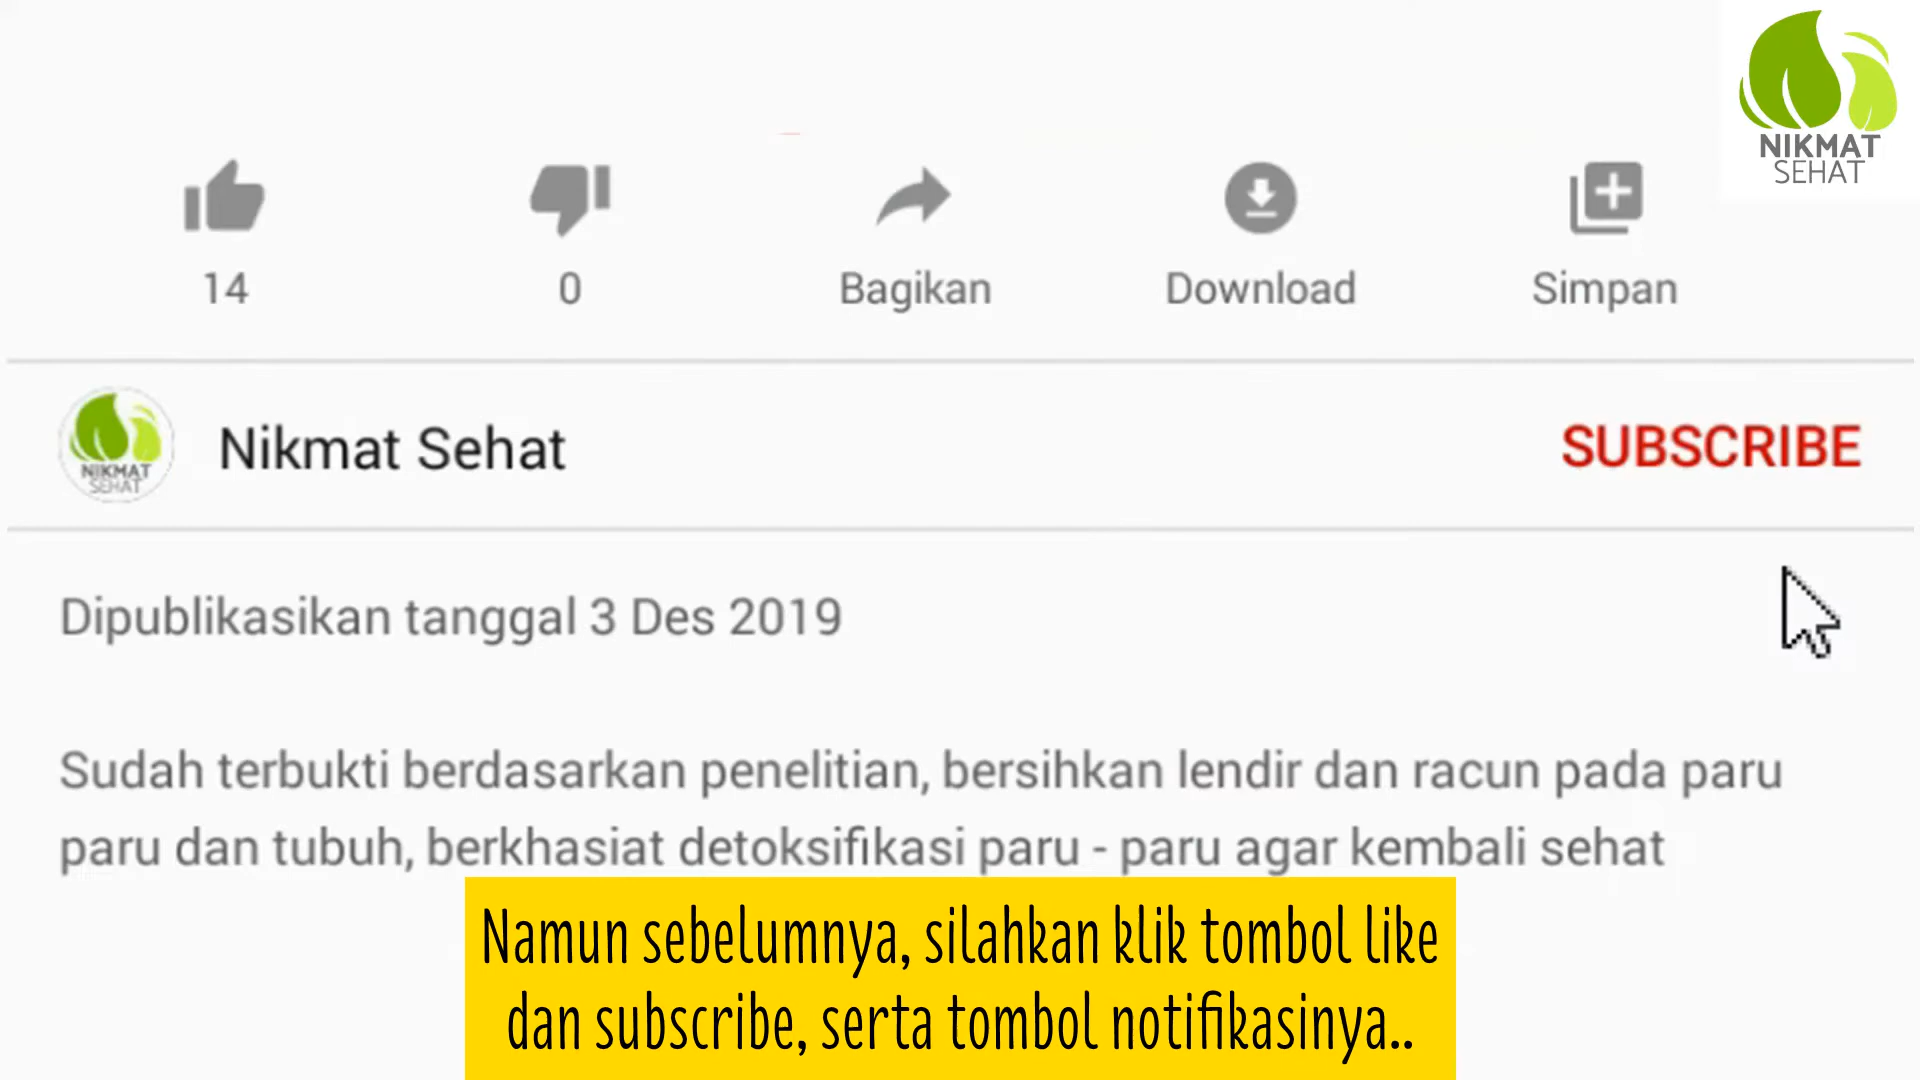 NIKMAT
SEHAT
14
0
Bagikan
Download
Simpan
NIKMAT
SEHAT
Nikmat Sehat
SUBSCRIBE
Dipublikasikan tanggal 3 Des 2019
Sudah terbukti berdasarkan penelitian, bersihkan lendir dan racun pada paru
paru dan tubuh, berkhasiat detoksifikasi paru - paru agar kembali sehat
Namun sebelumnya, silahkan klik tombol like
dan subscribe, serta tombol notifikasinya..